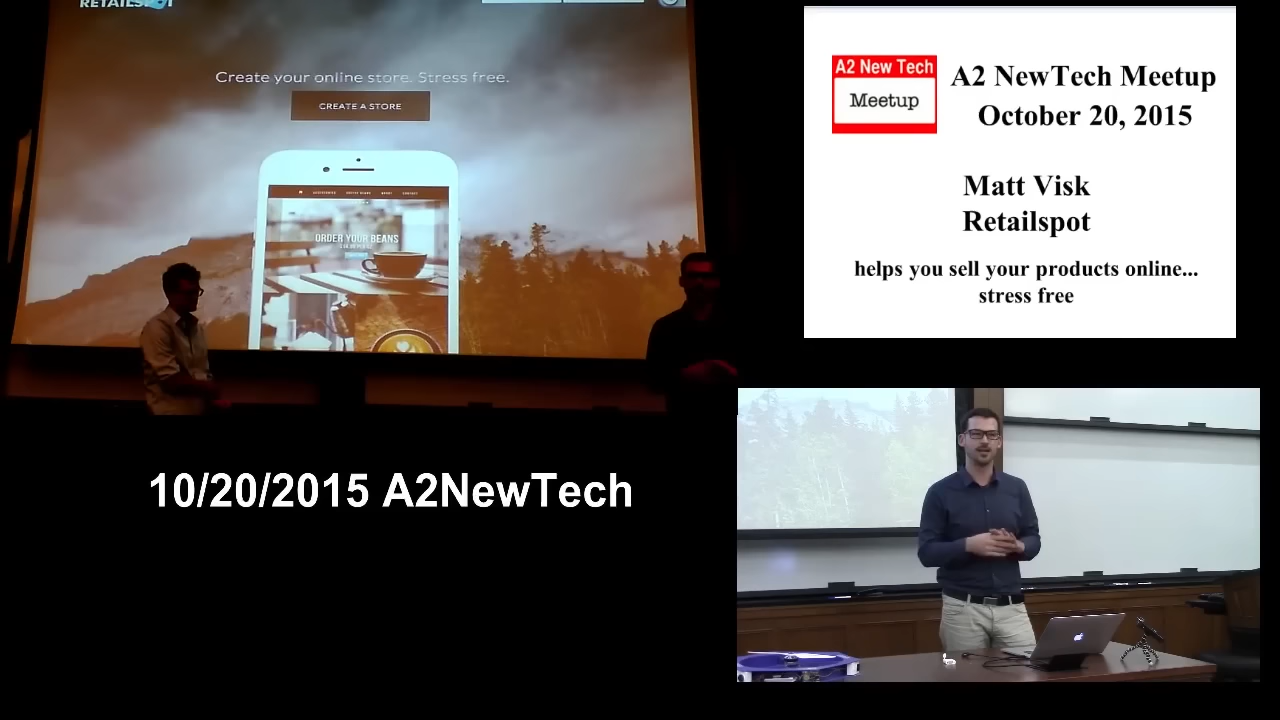 RETAILSPOT
Create your online store. Stress free.
CREATE A STORE
ORDER YOUR BEANS
A2 New Tech
Meetup
A2 NewTech Meetup
October 20, 2015
Matt Visk
Retailspot
helps you sell your products online...
stress free
10/20/2015 A2NewTech